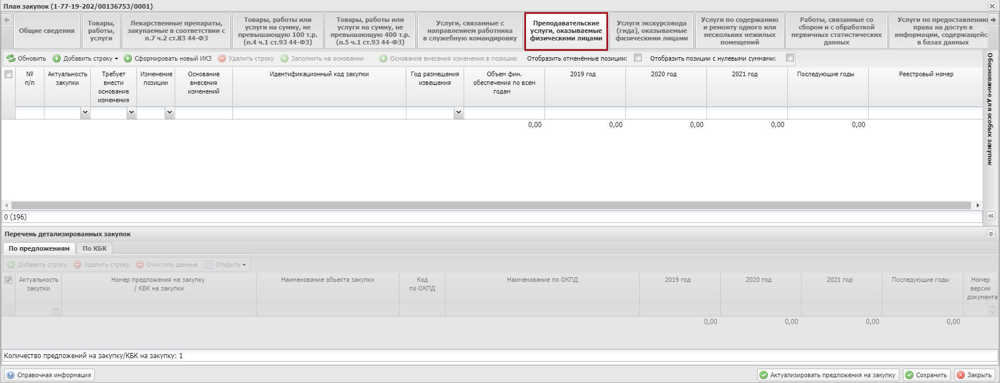 План закупок (1-77-19-202/00136753/0001)
Общие сведения
Товары,
работы,
услуги
Лекарственные препараты,
закупаемые в соответствии с
п.7 ч.2 ст.83 44-ФЗ
Товары, работы или
услуги на сумму, не
превышающую 100 т.р.
(п.4 ч.1 ст.93 44-ФЗ)
Товары, работы или
услуги на сумму, не
превышающую 400 т.р.
(п.5 ч.1 ст.93 44-ФЗ)
Услуги, связанные с
направлением работника
в служебную командировку
Преподавательские
услуги, оказываемые
физическими лицами
Услуги экскурсовода
(гида), оказываемые
физическими лицами
Услуги по содержанию
и ремонту одного или
нескольких нежилых
помещений
Работы, связанные со
сбором и с обработкой
первичных статистических
данных
Услуги по предоставлению
права на доступ к
информации, содержащейс
в базах данных
Обновить Добавить строку Сформировать новый ИКЗ Удалить строку Заполнить на основании Основание внесения изменения в позицию Отобразить отменённые позиции: Отобразить позиции с нулевыми суммами:
№
п/п
Актуальность
закупки
Требует
внести
основание
изменения
Изменение
позиции
Основание
внесения
изменений
Идентификационный код закупки
Год размещения
извещения
Объем фин.
обеспечения по всем
годам
2019 год
2020 год
2021 год
Последующие годы
Реестровый номер
0,00 0,00 0,00 0,00 0,00
Обоснование для особых закупок
0 (196)
Перечень детализированных закупок
По предложениям По КБК
Добавить строку Удалить строку Очистить данные Открыть
Актуальность
закупки
Номер предложения на закупку
/ КБК на закупки
Наименование объекта закупки
Код
по ОКПД
Наименование по ОКПД
2019 год
2020 год
2021 год
Последующие годы
Номер
версии
документа
0,00 0,00 0,00 0,00
Количество предложений на закупку/КБК на закупку: 1
Справочная информация Актуализировать предложения на закупку Сохранить Закрыть